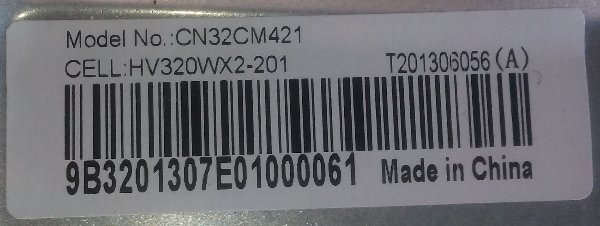 Model No.:CN32CM421
CELL:HV320WX2-201 T201306056(A)
9B3201307E01000061 Made in China